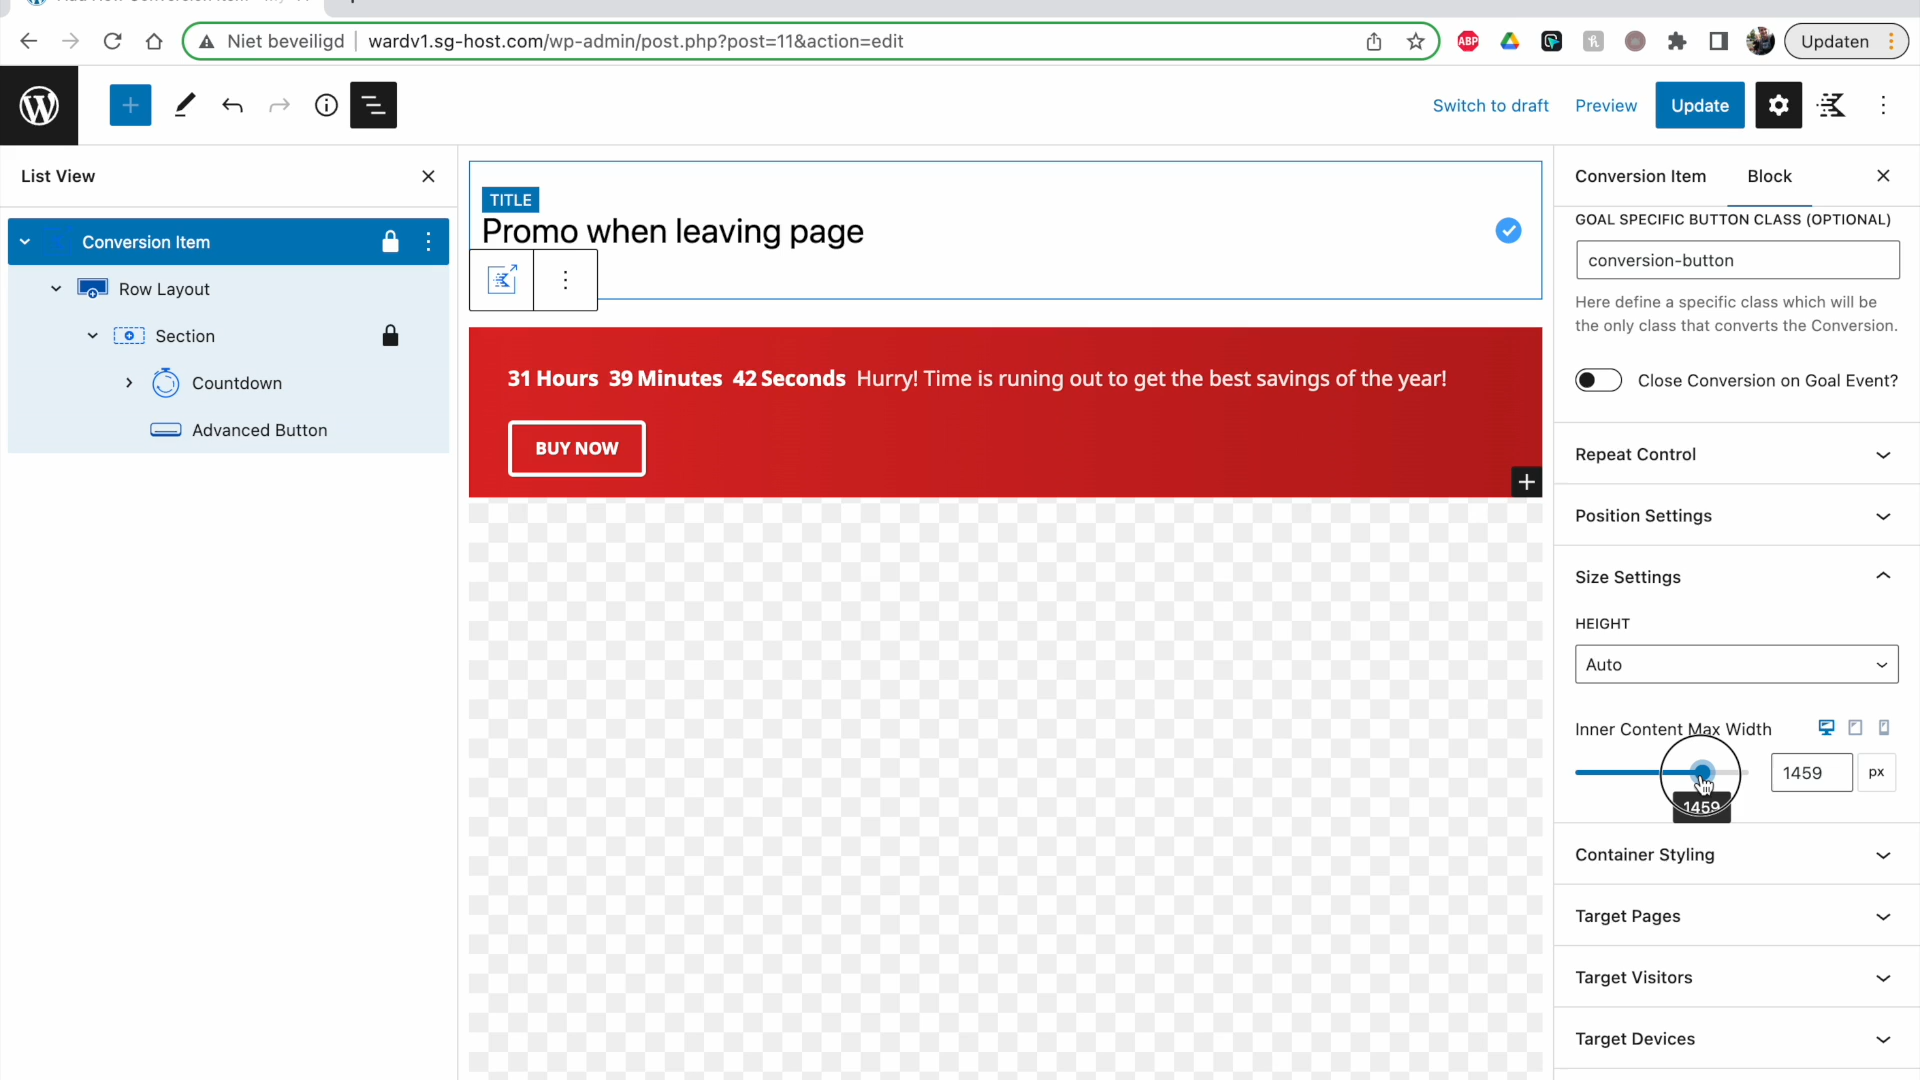 Niet beveiligd
wardv1.sg-host.com/wp-admin/post.php?post=11&action=edit
ABP
Updaten
Switch to draft
Preview
Update
List View
Conversion Item
Row Layout
Section
Countdown
Advanced Button
TITLE
Promo when leaving page
31 Hours 39 Minutes 42 Seconds Hurry! Time is runing out to get the best savings of the year!
BUY NOW
Conversion Item
Block
GOAL SPECIFIC BUTTON CLASS (OPTIONAL)
conversion-button
Here define a specific class which will be
the only class that converts the Conversion.
Close Conversion on Goal Event?
Repeat Control
Position Settings
Size Settings
HEIGHT
Auto
Inner Content Max Width
1459
px
1459
Container Styling
Target Pages
Target Visitors
Target Devices